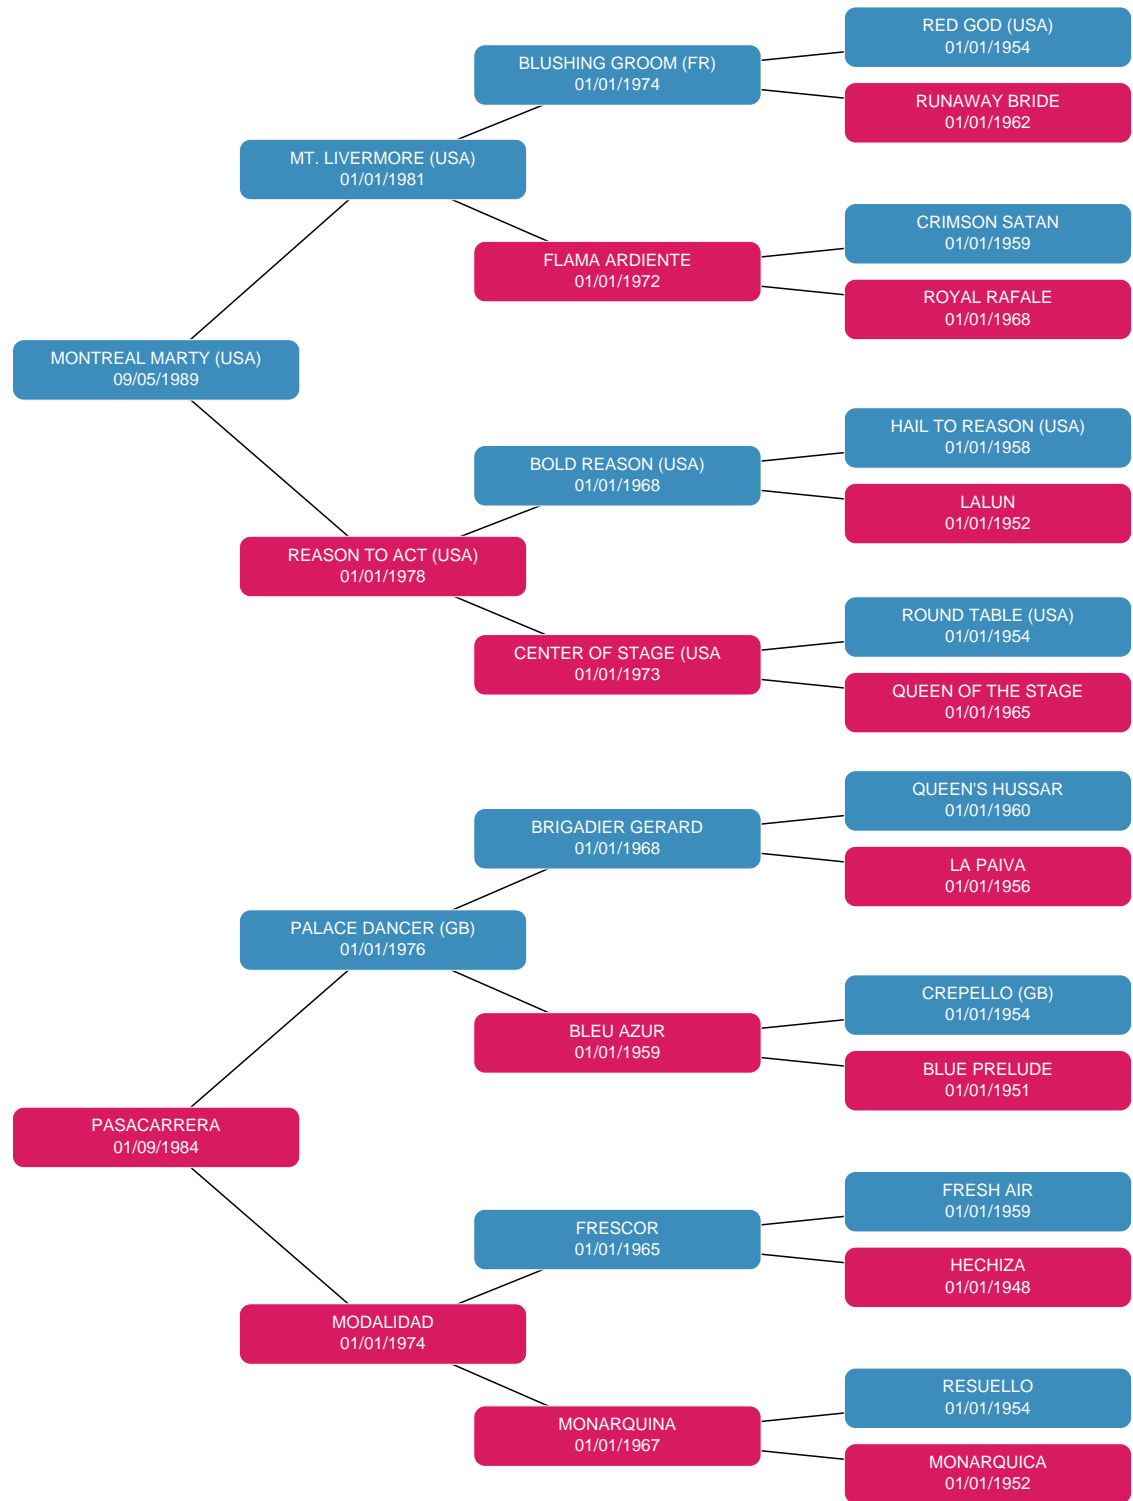 RED GOD (USA)
01/01/1954
BLUSHING GROOM (FR)
01/01/1974
RUNAWAY BRIDE
01/01/1962
MT. LIVERMORE (USA)
01/01/1981
CRIMSON SATAN
01/01/1959
FLAMA ARDIENTE
01/01/1972
ROYAL RAFALE
01/01/1968
MONTREAL MARTY (USA)
09/05/1989
HAIL TO REASON (USA)
01/01/1958
BOLD REASON (USA)
01/01/1968
LALUN
01/01/1952
REASON TO ACT (USA)
01/01/1978
ROUND TABLE (USA)
01/01/1954
CENTER OF STAGE (USA
01/01/1973
QUEEN OF THE STAGE
01/01/1965
QUEEN'S HUSSAR
01/01/1960
BRIGADIER GERARD
01/01/1968
LA PAIVA
01/01/1956
PALACE DANCER (GB)
01/01/1976
CREPELLO (GB)
01/01/1954
BLEU AZUR
01/01/1959
BLUE PRELUDE
01/01/1951
PASACARRERA
01/09/1984
FRESH AIR
01/01/1959
FRESCOR
01/01/1965
HECHIZA
01/01/1948
MODALIDAD
01/01/1974
RESUELLO
01/01/1954
MONARQUINA
01/01/1967
MONARQUICA
01/01/1952